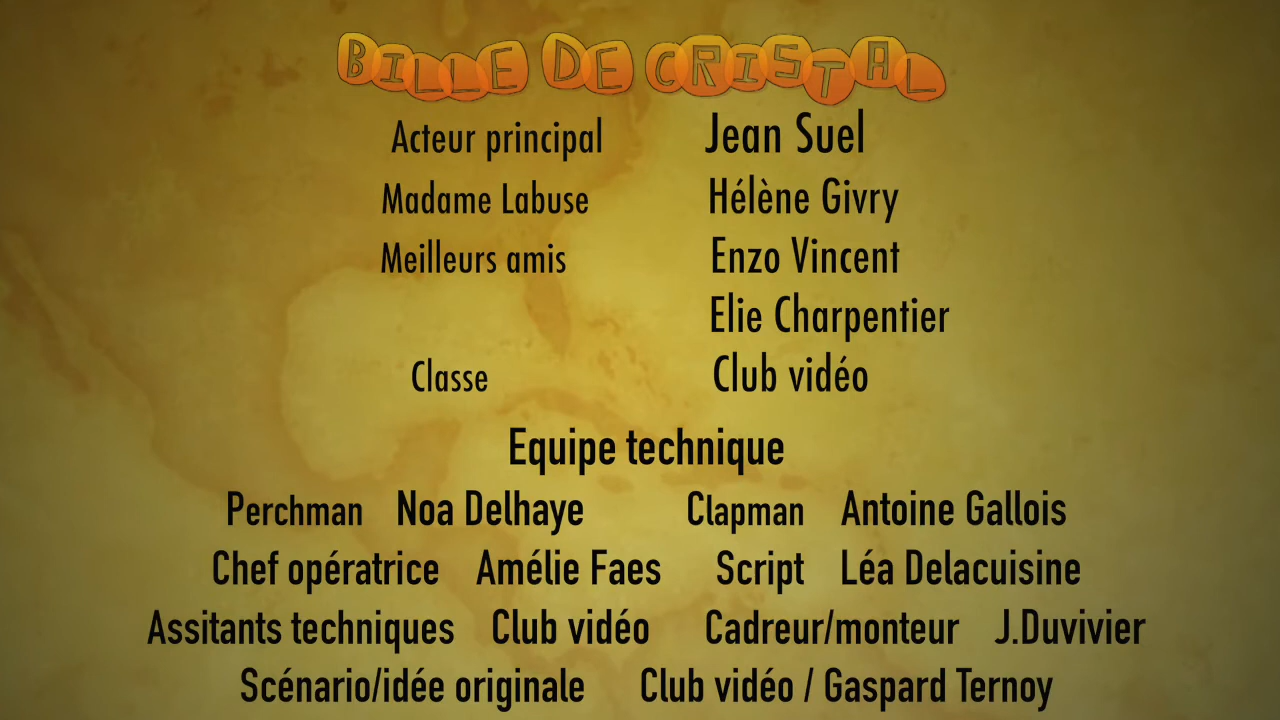 BILLE DE CRISTAL
Acteur principal Jean Suel
Madame Labuse Hélène Givry
Meilleurs amis Enzo Vincent
Elie Charpentier
Classe Club vidéo
Equipe technique
Perchman Noa Delhaye Clapman Antoine Gallois
Chef opératrice Amélie Faes Script Léa Delacuisine
Assitants techniques Club vidéo Cadreur/monteur J.Duvivier
Scénario/idée originale Club vidéo / Gaspard Ternoy